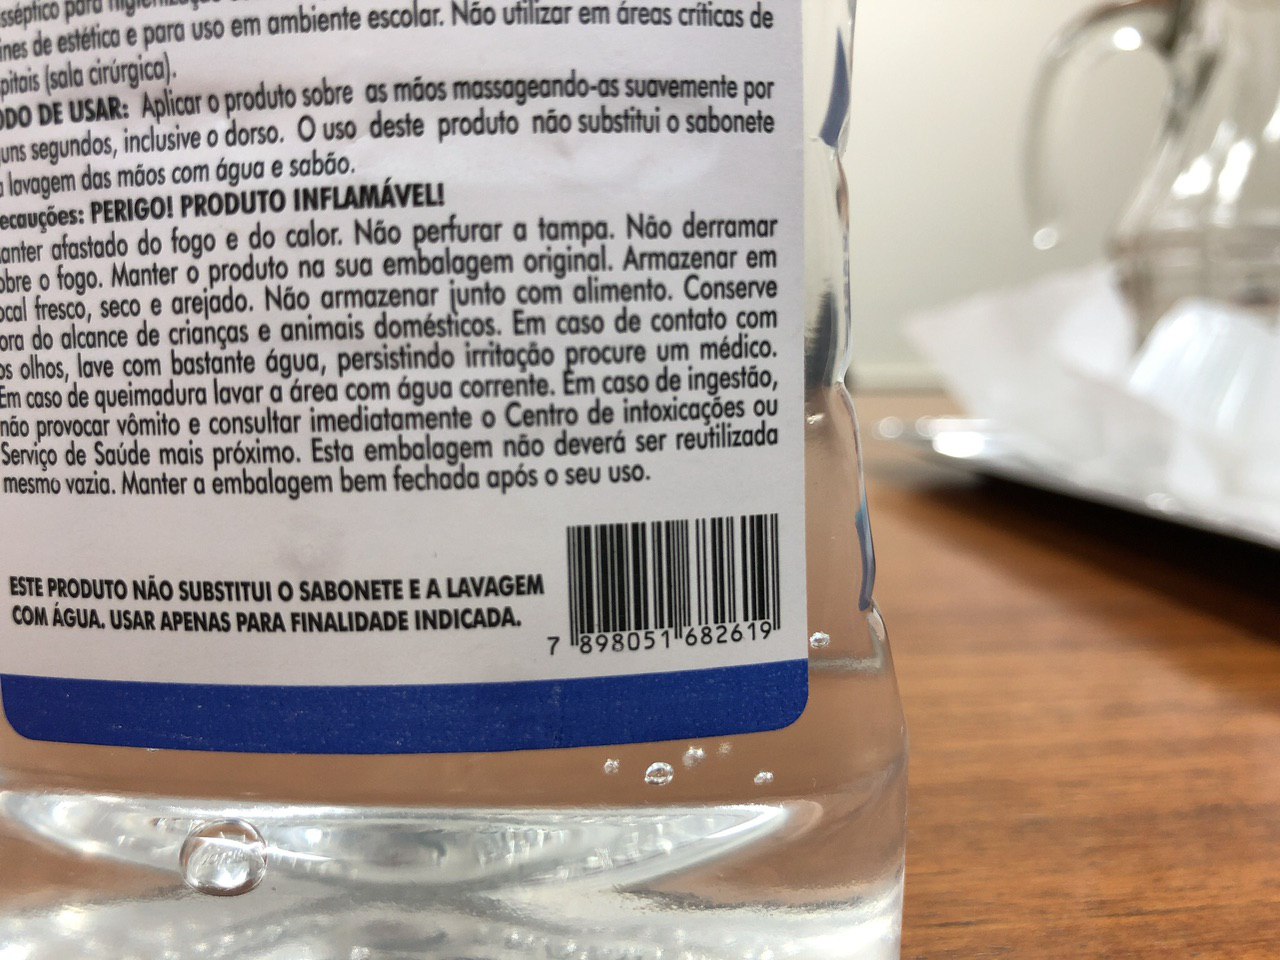 sséptico para higienização
ines de estética e para uso em ambiente escolar. Não utilizar em áreas críticas de
pitais (sala cirúrgica).
ODO DE USAR: Aplicar o produto sobre as mãos massageando-as suavemente por
uns segundos, inclusive o dorso. O uso deste produto não substitui o sabonete
a lavagem das mãos com água e sabão.
ecauções: PERIGO! PRODUTO INFLAMÁVEL!
anter afastado do fogo e do calor. Não perfurar a tampa. Não derramar
obre o fogo. Manter o produto na sua embalagem original. Armazenar em
ocal fresco, seco e arejado. Não armazenar junto com alimento. Conserve
ora do alcance de crianças e animais domésticos. Em caso de contato com
os olhos, lave com bastante água, persistindo irritação procure um médico.
Em caso de queimadura lavar a área com água corrente. Em caso de ingestão,
não provocar vômito e consultar imediatamente o Centro de intoxicações ou
Serviço de Saúde mais próximo. Esta embalagem não deverá ser reutilizada
mesmo vazia. Manter a embalagem bem fechada após o seu uso.
ESTE PRODUTO NÃO SUBSTITUI O SABONETE E A LAVAGEM
COM ÁGUA. USAR APENAS PARA FINALIDADE INDICADA.
7 898051 682619